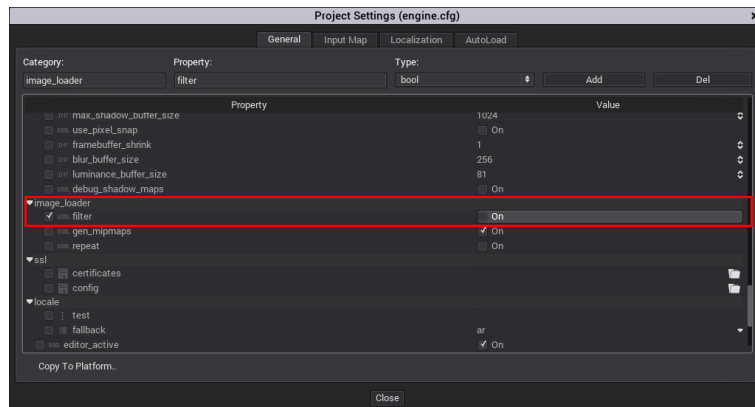 Project Settings (engine.cfg)
General Input Map Localization AutoLoad
Category: Property: Type:
image_loader filter bool Add Del
Property Value
max_shadow_buffer_size 1024
use_pixel_snap On
framebuffer_shrink 1
blur_buffer_size 256
luminance_buffer_size 81
debug_shadow_maps On
image_loader
filter On
gen_mipmaps On
repeat On
ssl
certificates
config
locale
test
fallback ar
editor_active On
Copy To Platform..
Close